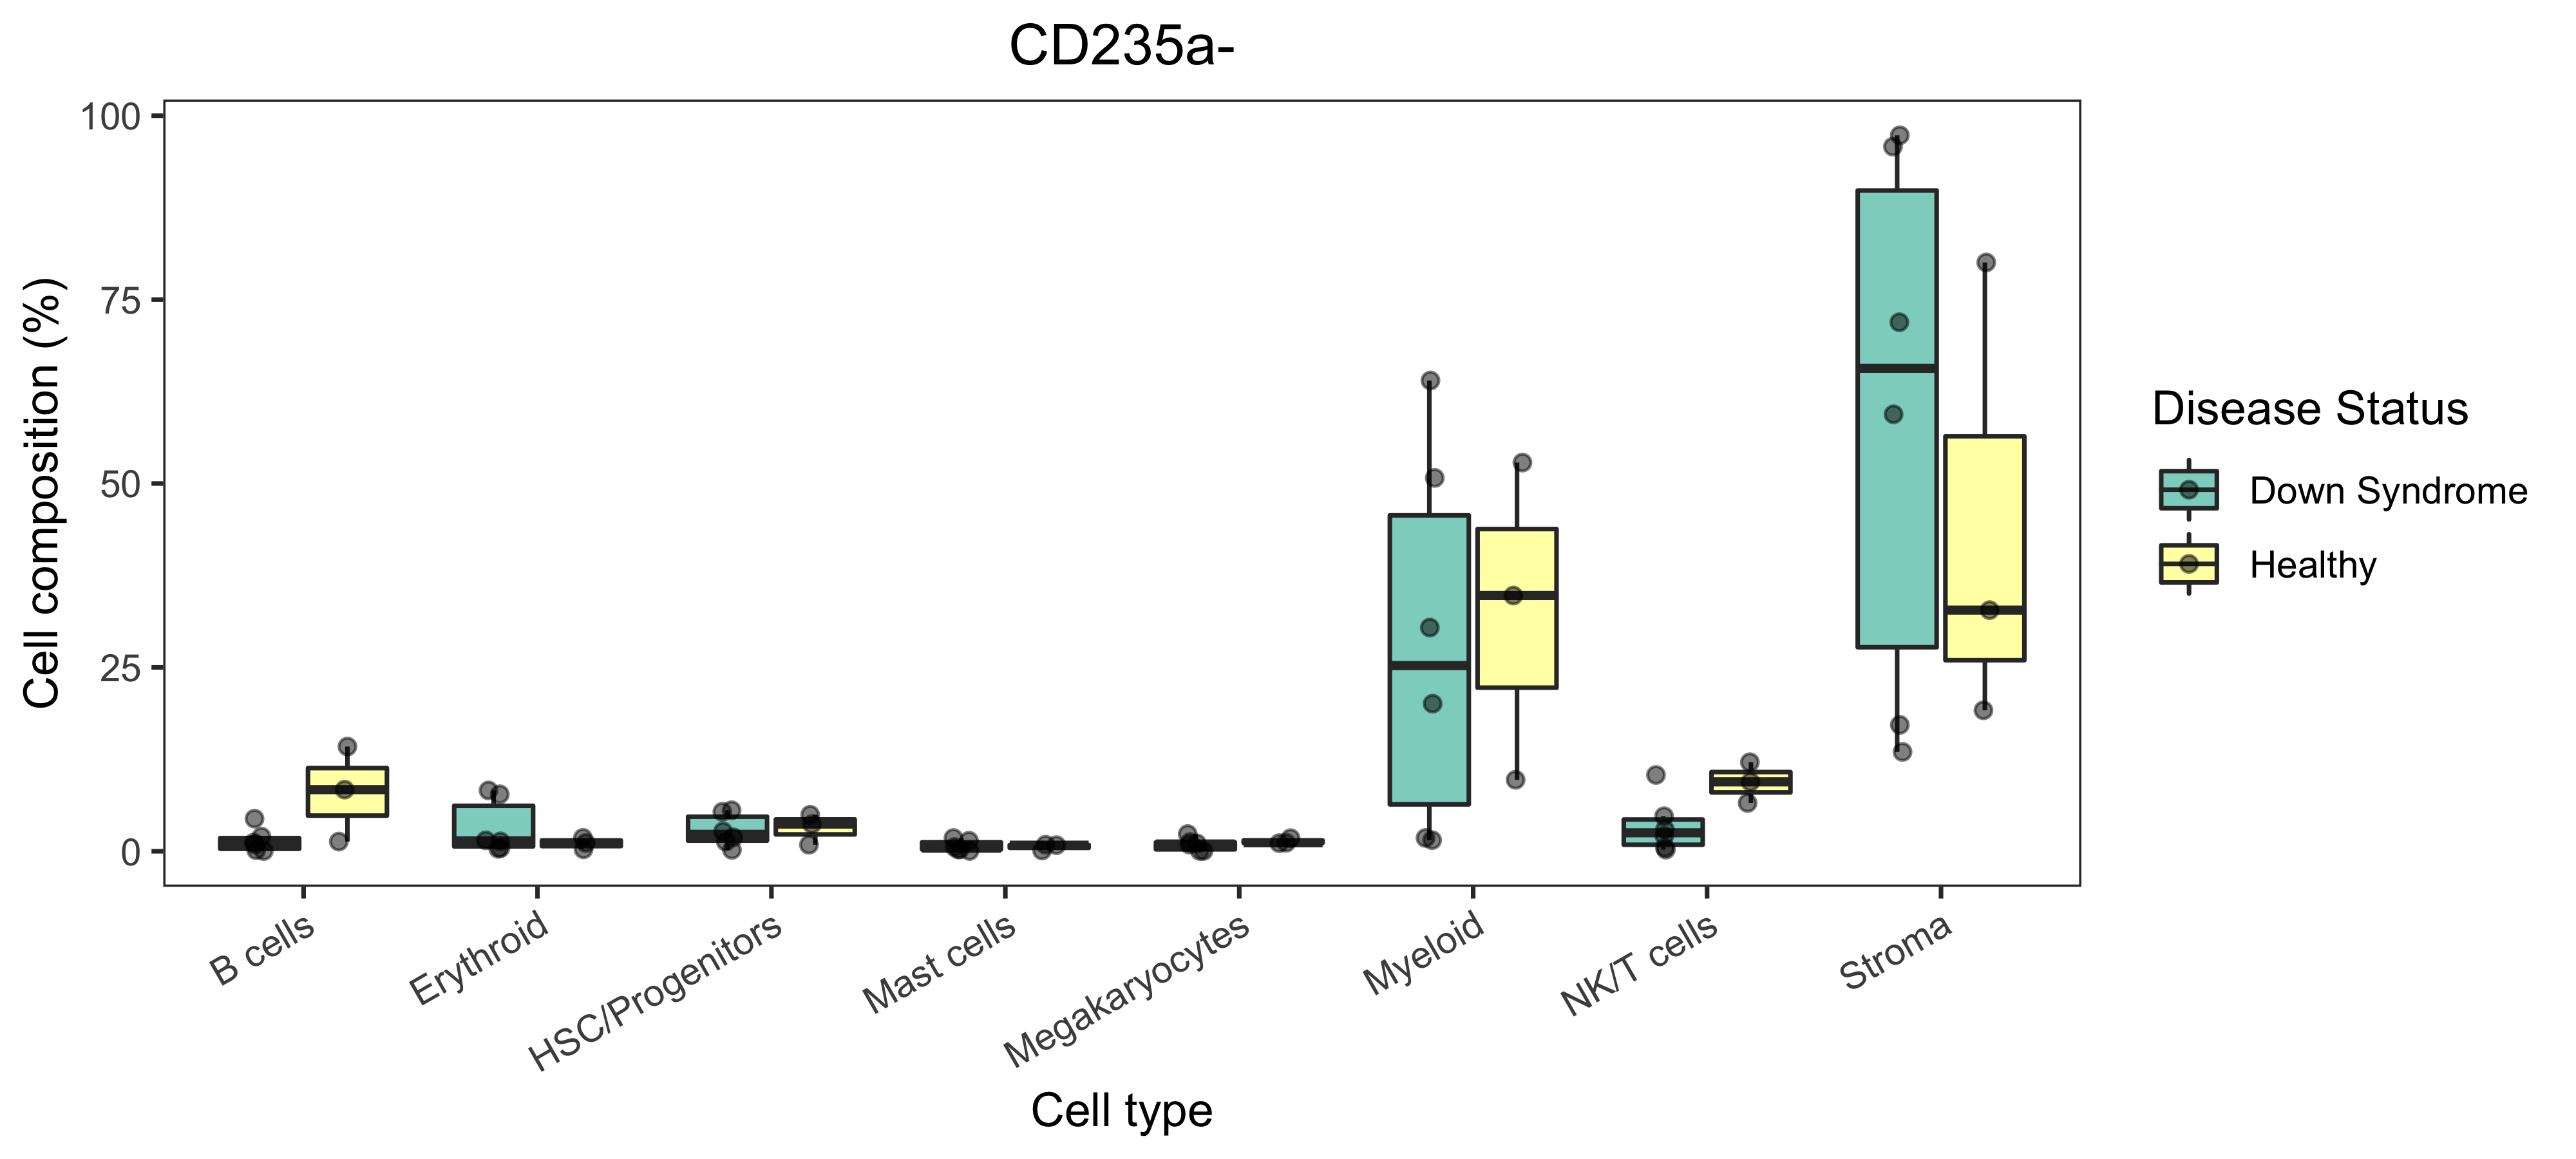 CD235a-
Cell composition (%)
100
75
50
25
0
B cells
Erythroid
HSC/Progenitors
Mast cells
Megakaryocytes
Myeloid
NK/T cells
Stroma
Cell type
Disease Status
Down Syndrome
Healthy